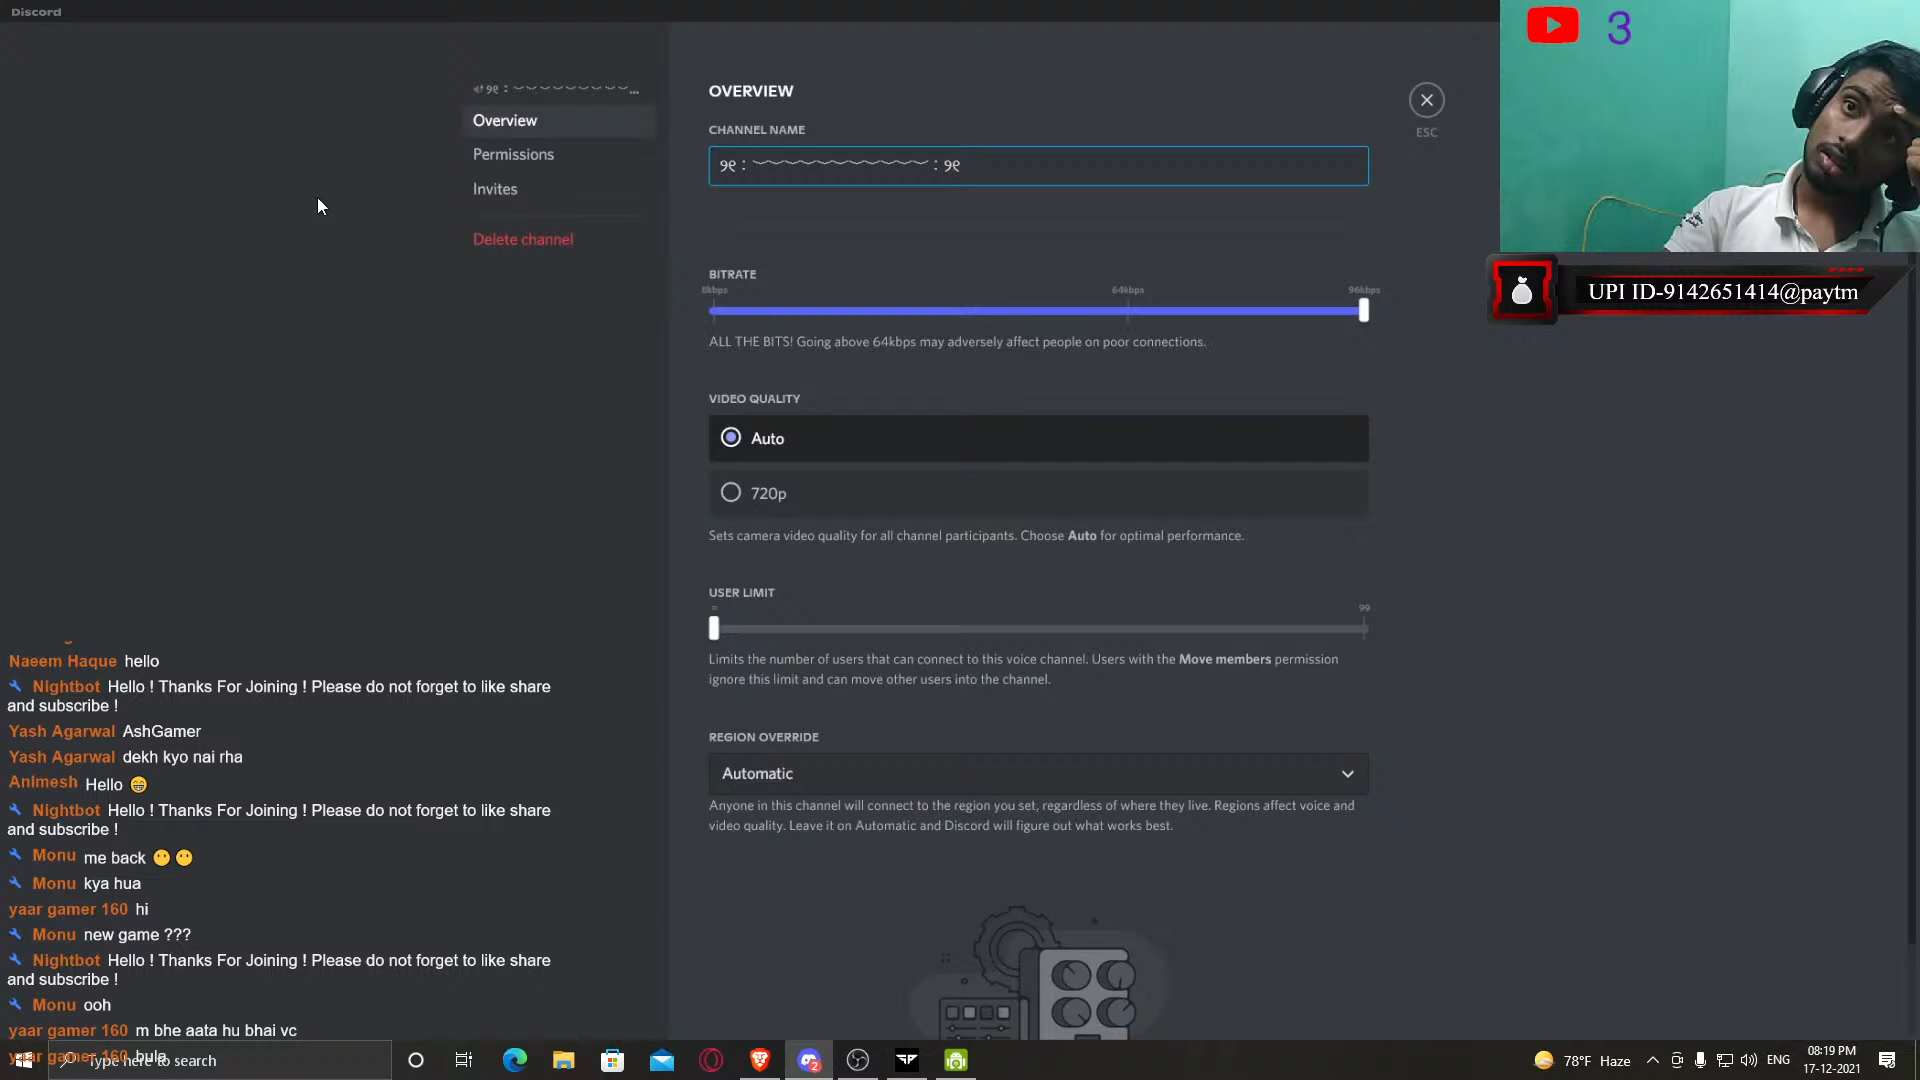 Discord
3
୨୧ : ︶︶︶︶︶︶︶︶︶...
OVERVIEW
Overview
ESC
CHANNEL NAME
Permissions
୨୧ : ︶︶︶︶︶︶︶︶︶︶︶ : ୨୧
Invites
Delete channel
BITRATE
8kbps
64kbps
96kbps
UPI ID-9142651414@paytm
ALL THE BITS! Going above 64kbps may adversely affect people on poor connections.
VIDEO QUALITY
Auto
720p
Sets camera video quality for all channel participants. Choose Auto for optimal performance.
USER LIMIT
∞
99
Limits the number of users that can connect to this voice channel. Users with the Move members permission
ignore this limit and can move other users into the channel.
REGION OVERRIDE
Automatic
Anyone in this channel will connect to the region you set, regardless of where they live. Regions affect voice and
video quality. Leave it on Automatic and Discord will figure out what works best.
Naeem Haque hello
Nightbot Hello ! Thanks For Joining ! Please do not forget to like share
and subscribe !
Yash Agarwal AshGamer
Yash Agarwal dekh kyo nai rha
Animesh Hello 😁
Nightbot Hello ! Thanks For Joining ! Please do not forget to like share
and subscribe !
Monu me back 😶😶
Monu kya hua
yaar gamer 160 hi
Monu new game ???
Nightbot Hello ! Thanks For Joining ! Please do not forget to like share
and subscribe !
Monu ooh
yaar gamer 160 m bhe aata hu bhai vc
yaar gamer 160 bula
Type here to search
2
78°F Haze
ENG
08:19 PM
17-12-2021